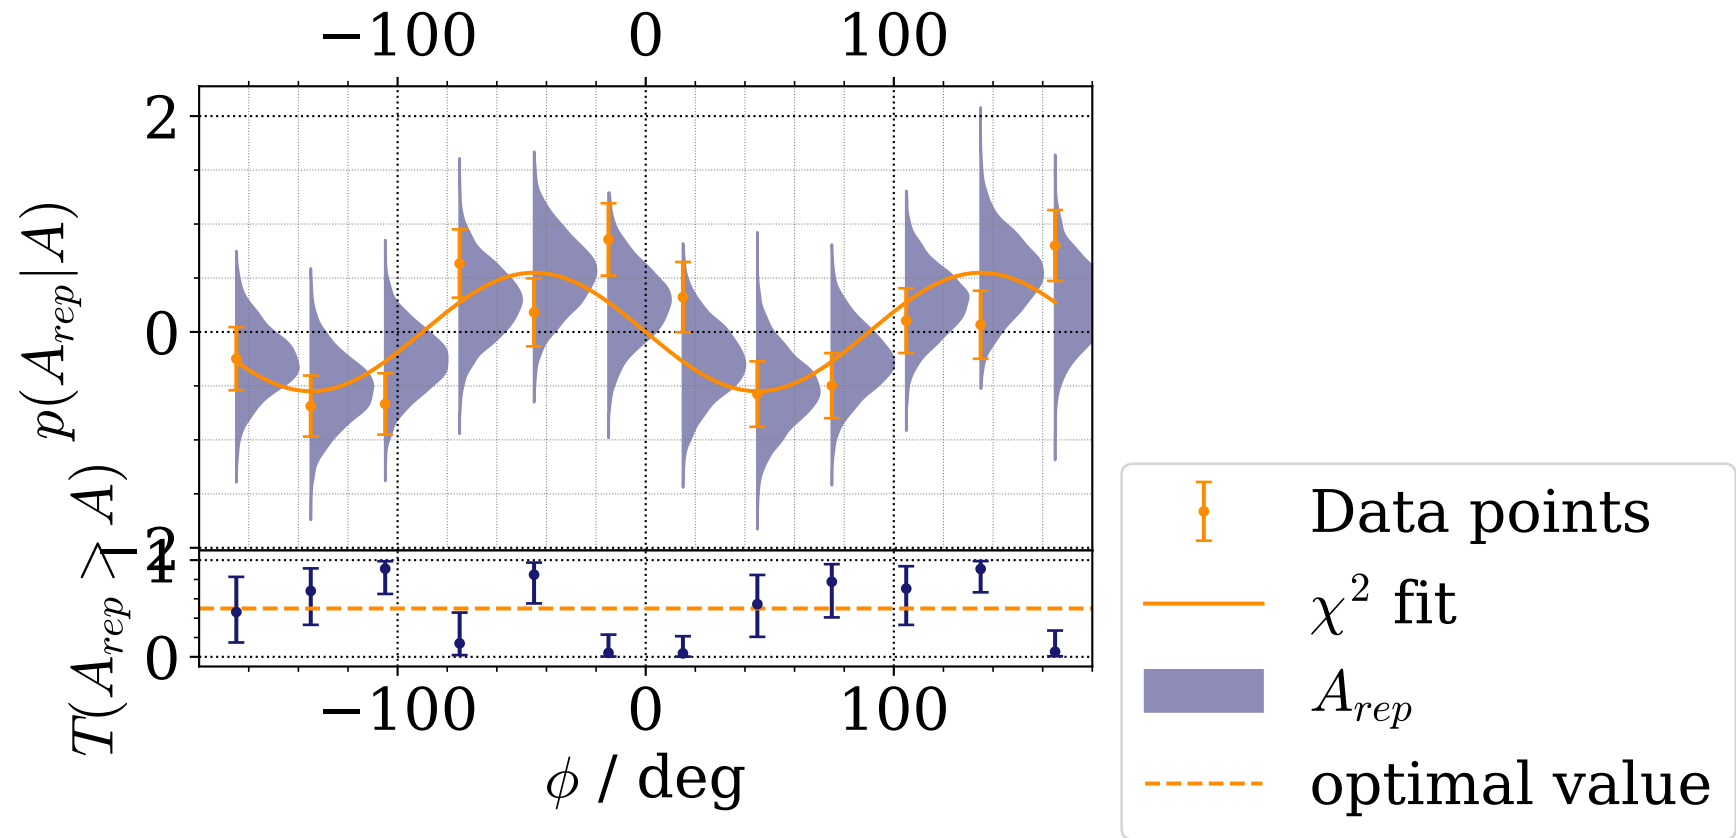 −100 0 100
2
0
−2
p(A_rep|A)
1
0
T(A_rep > A)
−100 0 100
ϕ / deg
Data points
χ² fit
A_rep
optimal value